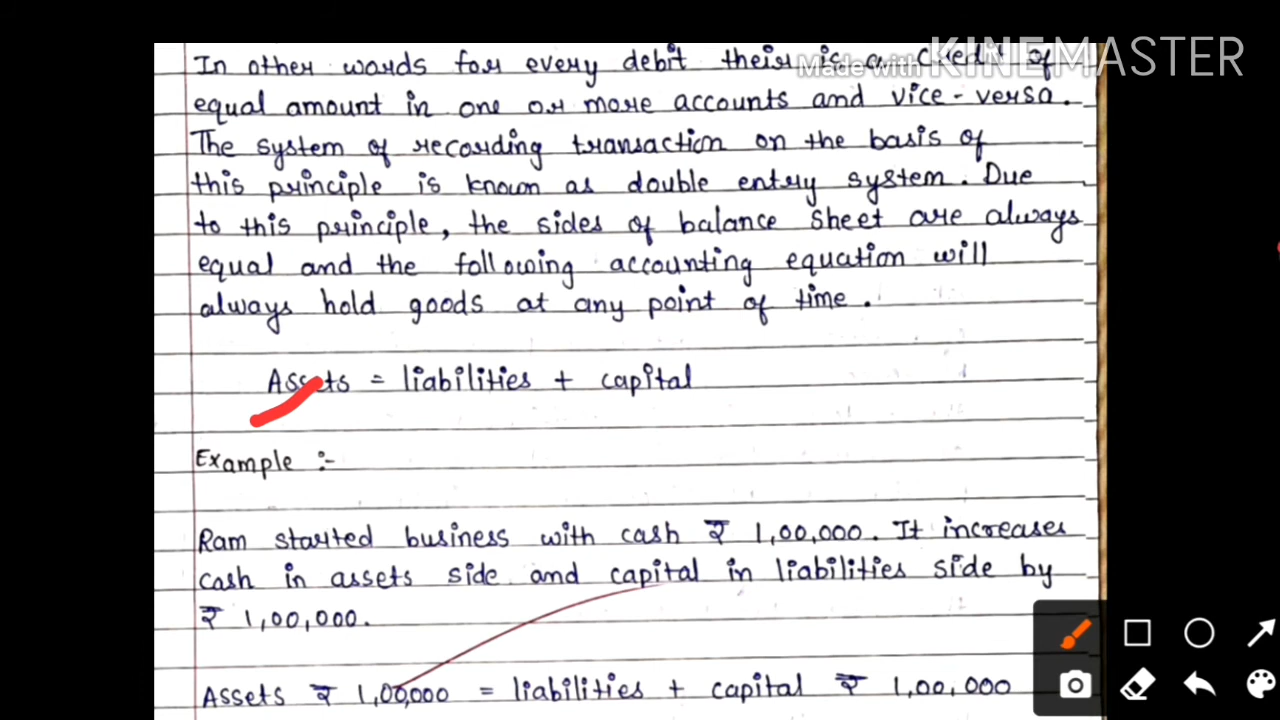 In other words for every debit their is a credit of
equal amount in one or more accounts and vice-versa.
The system of recording transaction on the basis of
this principle is known as double entry system. Due
to this principle, the sides of balance sheet are always
equal and the following accounting equation will
always hold goods at any point of time.
Assets = liabilities + capital
Example :-
Ram started business with cash ₹ 1,00,000. It increases
cash in assets side and capital in liabilities side by
₹ 1,00,000.
Assets ₹ 1,00,000 = liabilities + capital ₹ 1,00,000
Made with KINEMASTER